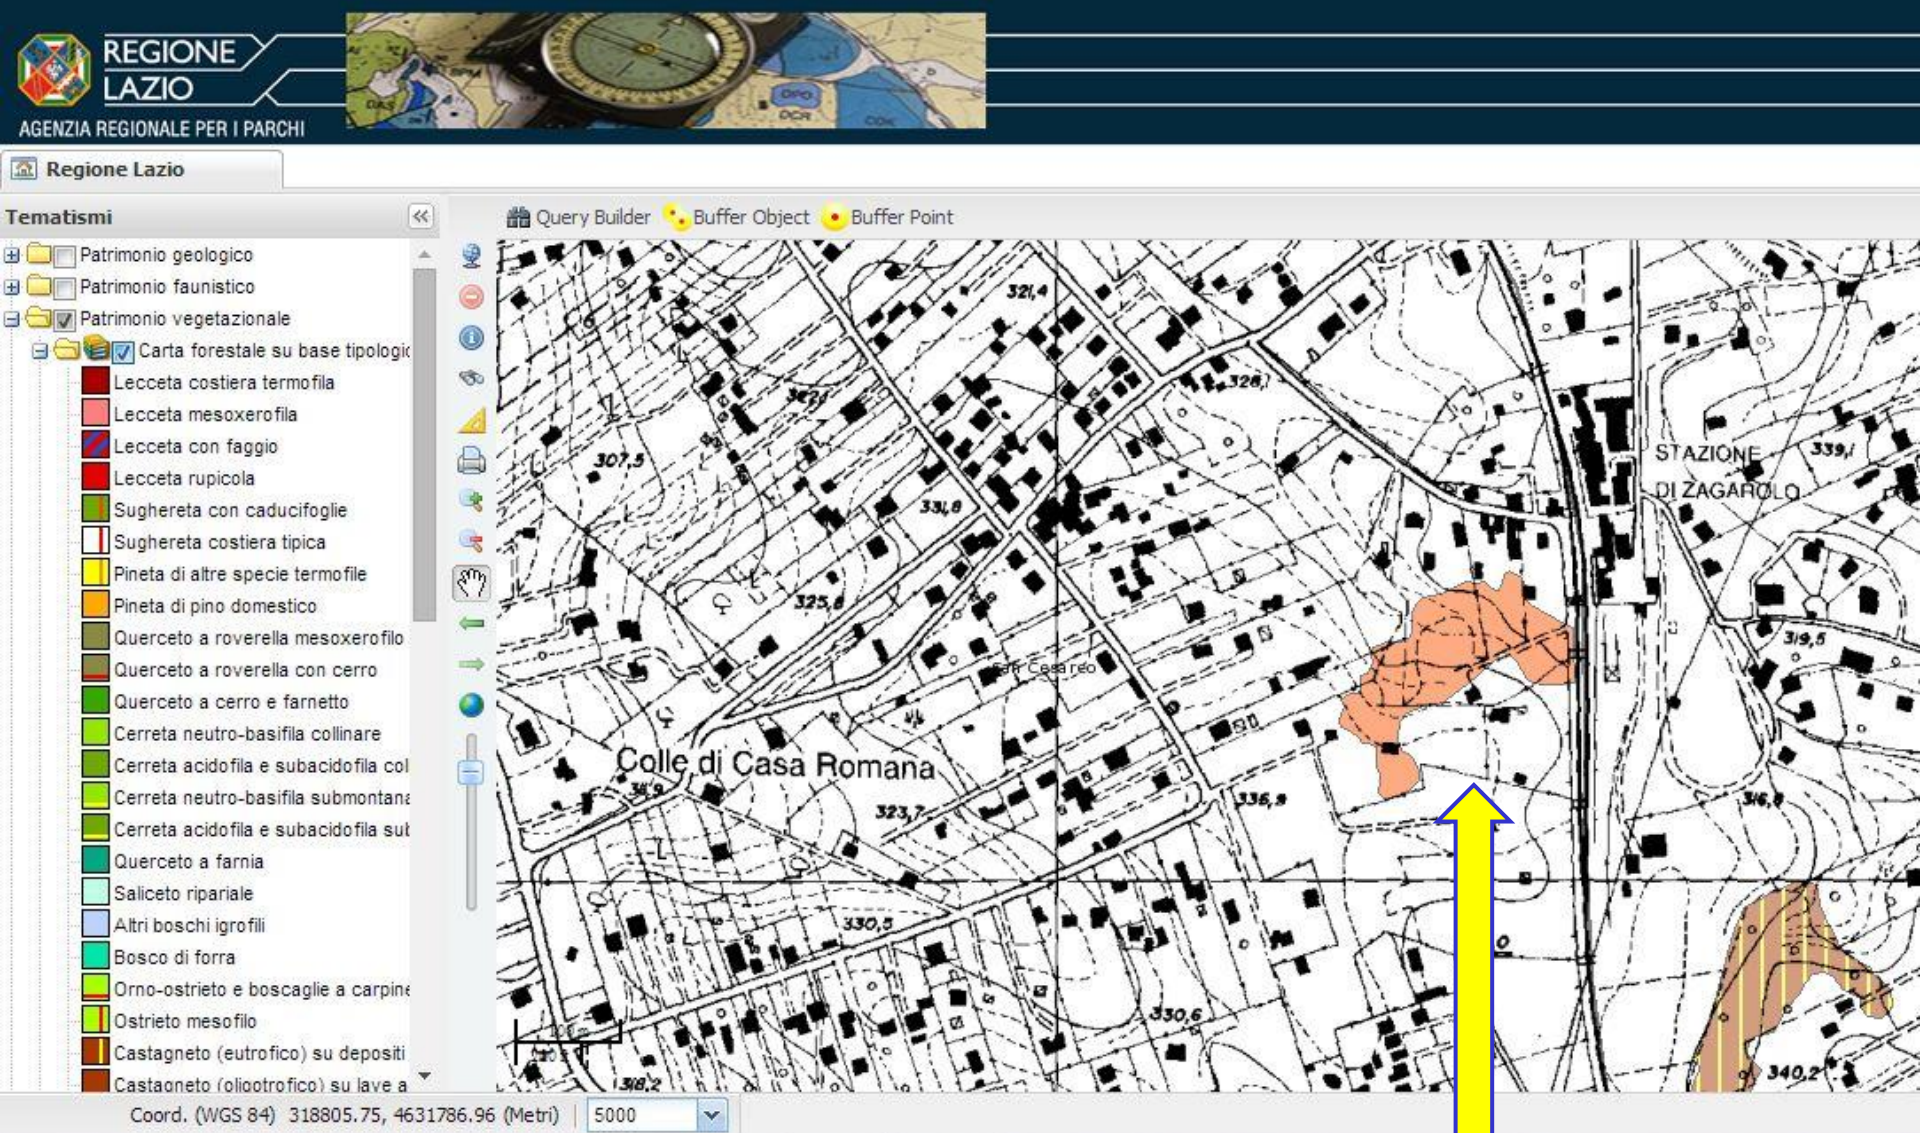 REGIONE
LAZIO
AGENZIA REGIONALE PER I PARCHI
Regione Lazio
Tematismi
Query Builder Buffer Object Buffer Point
Patrimonio geologico
Patrimonio faunistico
Patrimonio vegetazionale
Carta forestale su base tipologic
Lecceta costiera termofila
Lecceta mesoxerofila
Lecceta con faggio
Lecceta rupicola
Sughereta con caducifoglie
Sughereta costiera tipica
Pineta di altre specie termofile
Pineta di pino domestico
Querceto a roverella mesoxerofilo
Querceto a roverella con cerro
Querceto a cerro e farnetto
Cerreta neutro-basifila collinare
Cerreta acidofila e subacidofila col
Cerreta neutro-basifila submontana
Cerreta acidofila e subacidofila sub
Querceto a farnia
Saliceto ripariale
Altri boschi igrofili
Bosco di forra
Orno-ostrieto e boscaglie a carpine
Ostrieto mesofilo
Castagneto (eutrofico) su depositi
Castagneto (oligotrofico) su lave a
321,4
307,5
331,8
STAZIONE
DI ZAGAROLO
339,1
325,8
319,5
San Cesareo
Colle di Casa Romana
323,7
336,9
316,8
330,5
330,6
340,2
318,2
Coord. (WGS 84) 318805.75, 4631786.96 (Metri)
5000